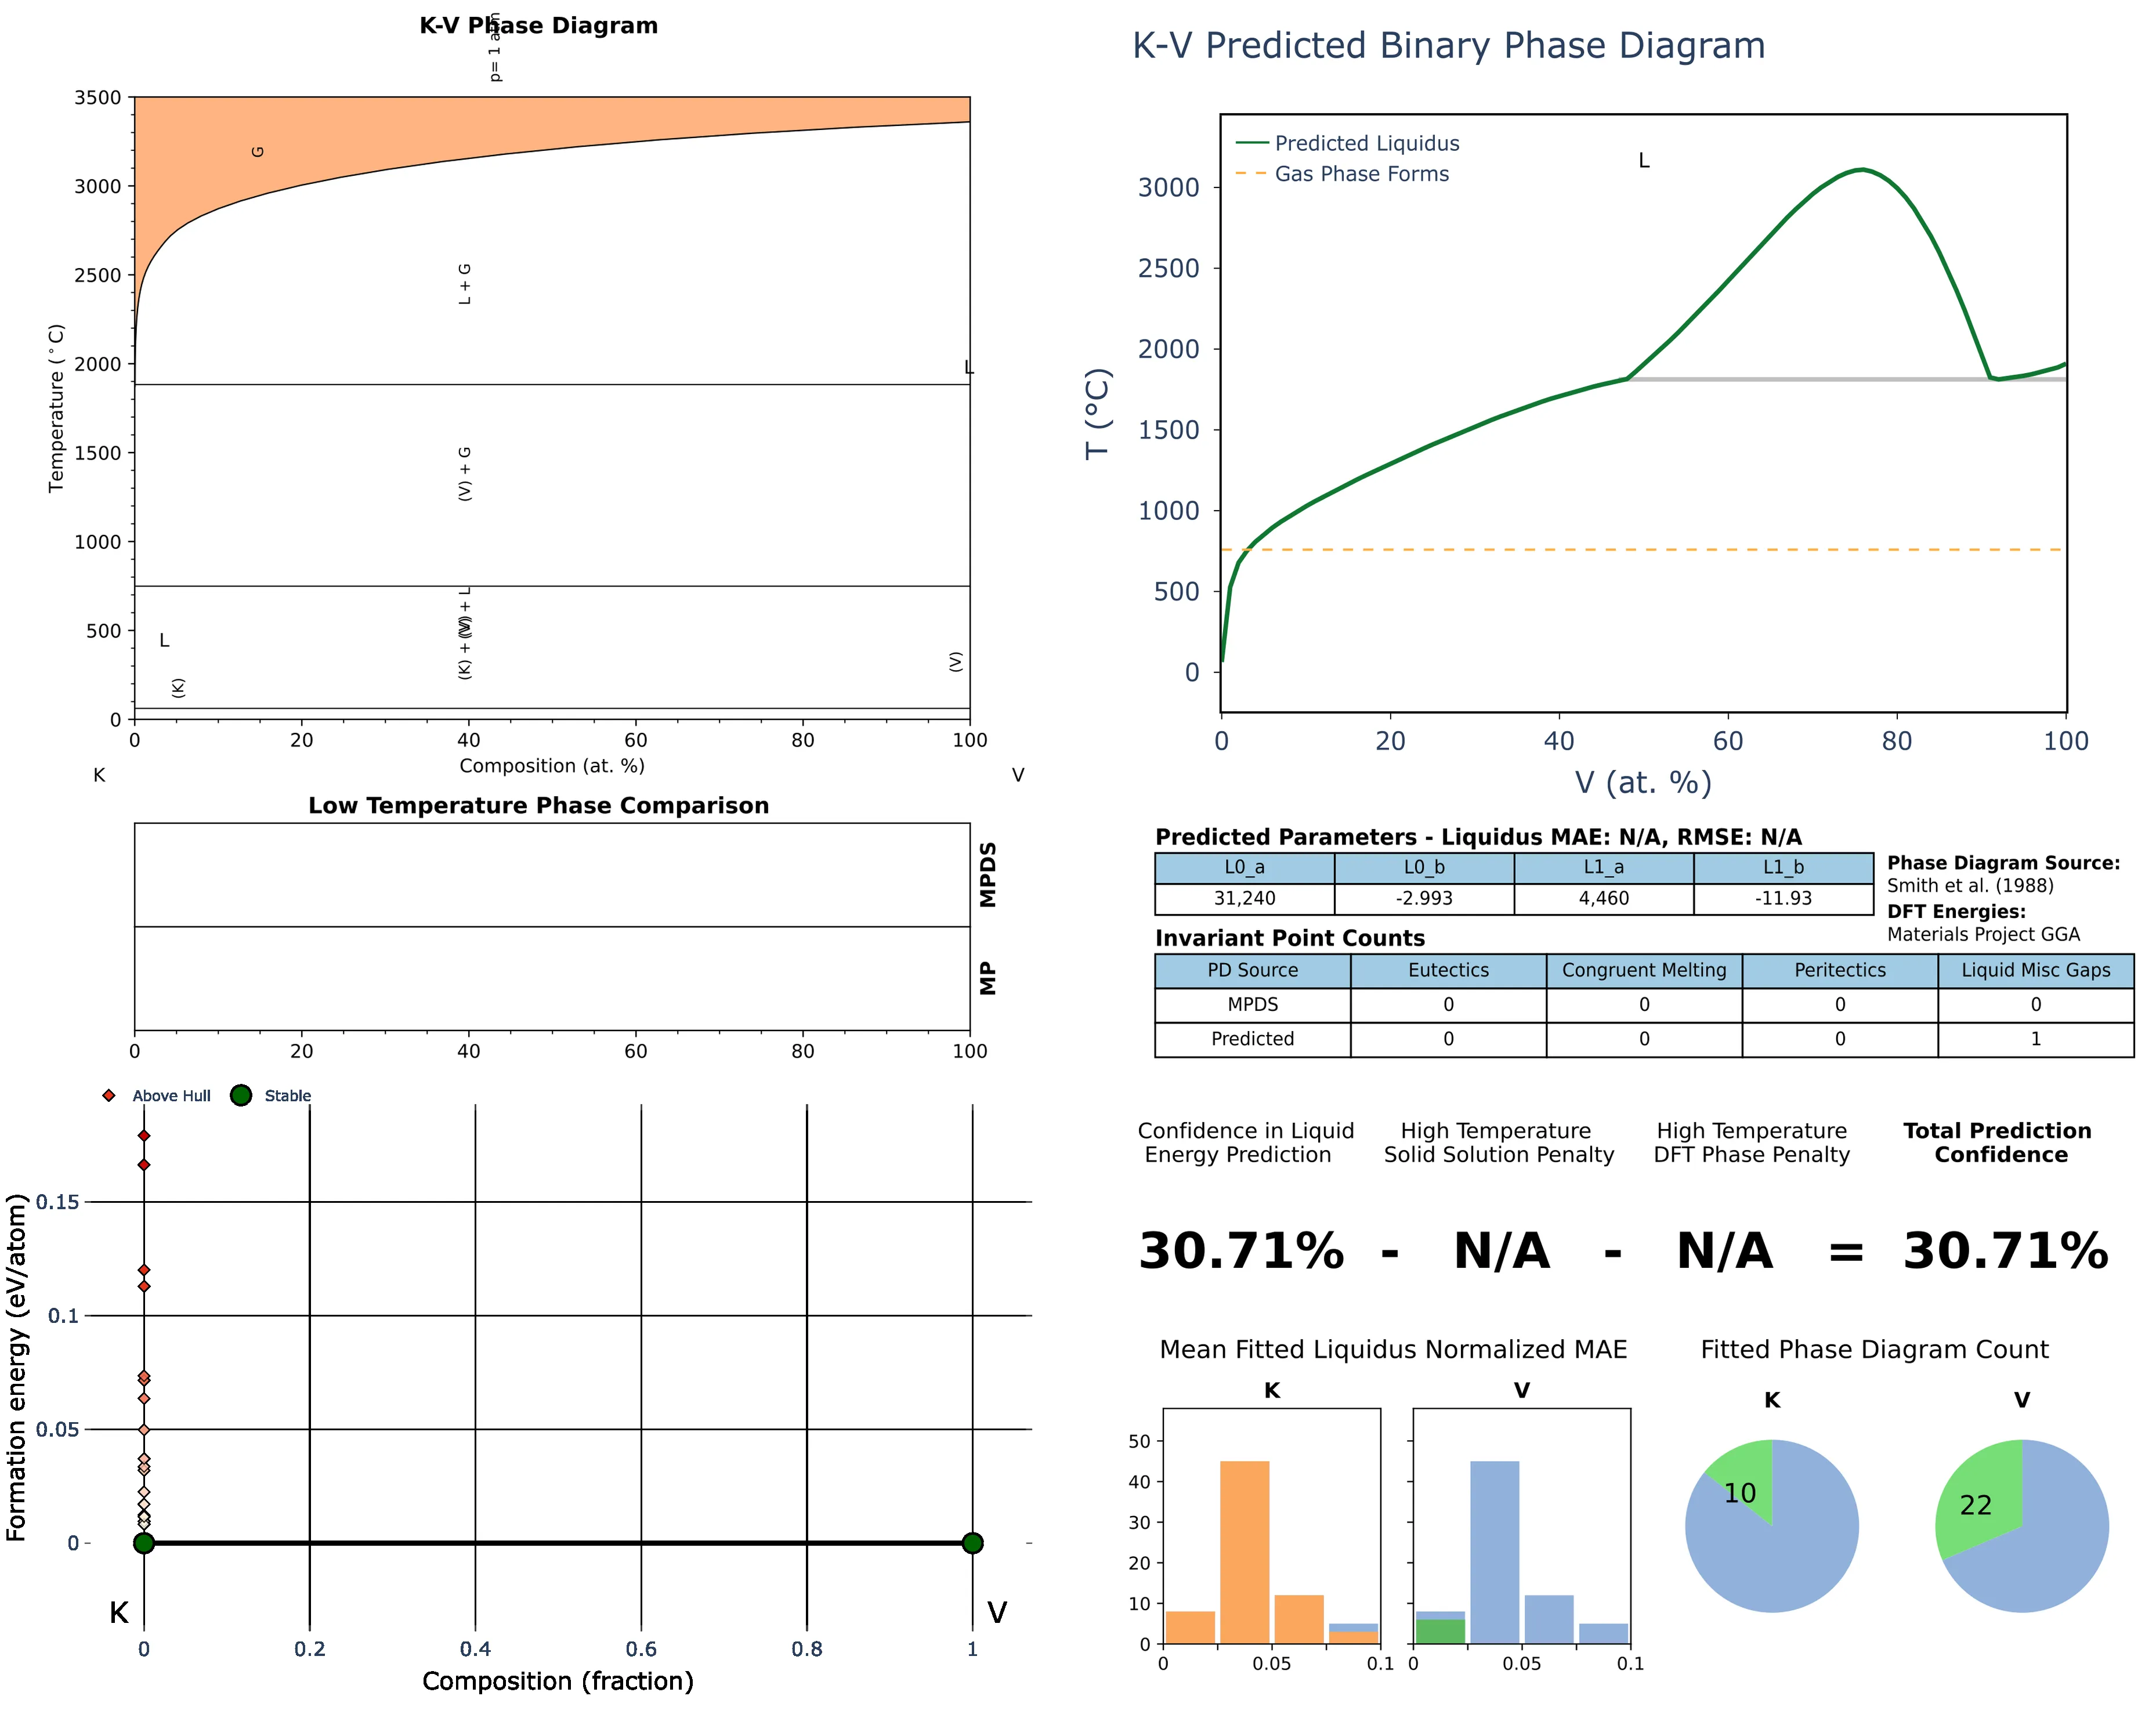 K-V Phase Diagram
p= 1 atm
3500
3000
2500
2000
1500
1000
500
0
Temperature (°C)
G
L + G
L
(V) + G
(V) + L
(K) + (V)
L
(K)
(V)
0 20 40 60 80 100
Composition (at. %)
K V
Low Temperature Phase Comparison
MPDS
MP
0 20 40 60 80 100
Above Hull Stable
0.15
0.1
0.05
0
Formation energy (eV/atom)
K V
0 0.2 0.4 0.6 0.8 1
Composition (fraction)
K-V Predicted Binary Phase Diagram
Predicted Liquidus
Gas Phase Forms
L
3000
2500
2000
1500
1000
500
0
T (°C)
0 20 40 60 80 100
V (at. %)
Predicted Parameters - Liquidus MAE: N/A, RMSE: N/A
L0_a L0_b L1_a L1_b
31,240 -2.993 4,460 -11.93
Phase Diagram Source:
Smith et al. (1988)
DFT Energies:
Materials Project GGA
Invariant Point Counts
PD Source Eutectics Congruent Melting Peritectics Liquid Misc Gaps
MPDS 0 0 0 0
Predicted 0 0 0 1
Confidence in Liquid
Energy Prediction
High Temperature
Solid Solution Penalty
High Temperature
DFT Phase Penalty
Total Prediction
Confidence
30.71% - N/A - N/A = 30.71%
Mean Fitted Liquidus Normalized MAE
K V
50
40
30
20
10
0
0 0.05 0.1 0 0.05 0.1
Fitted Phase Diagram Count
K V
10 22